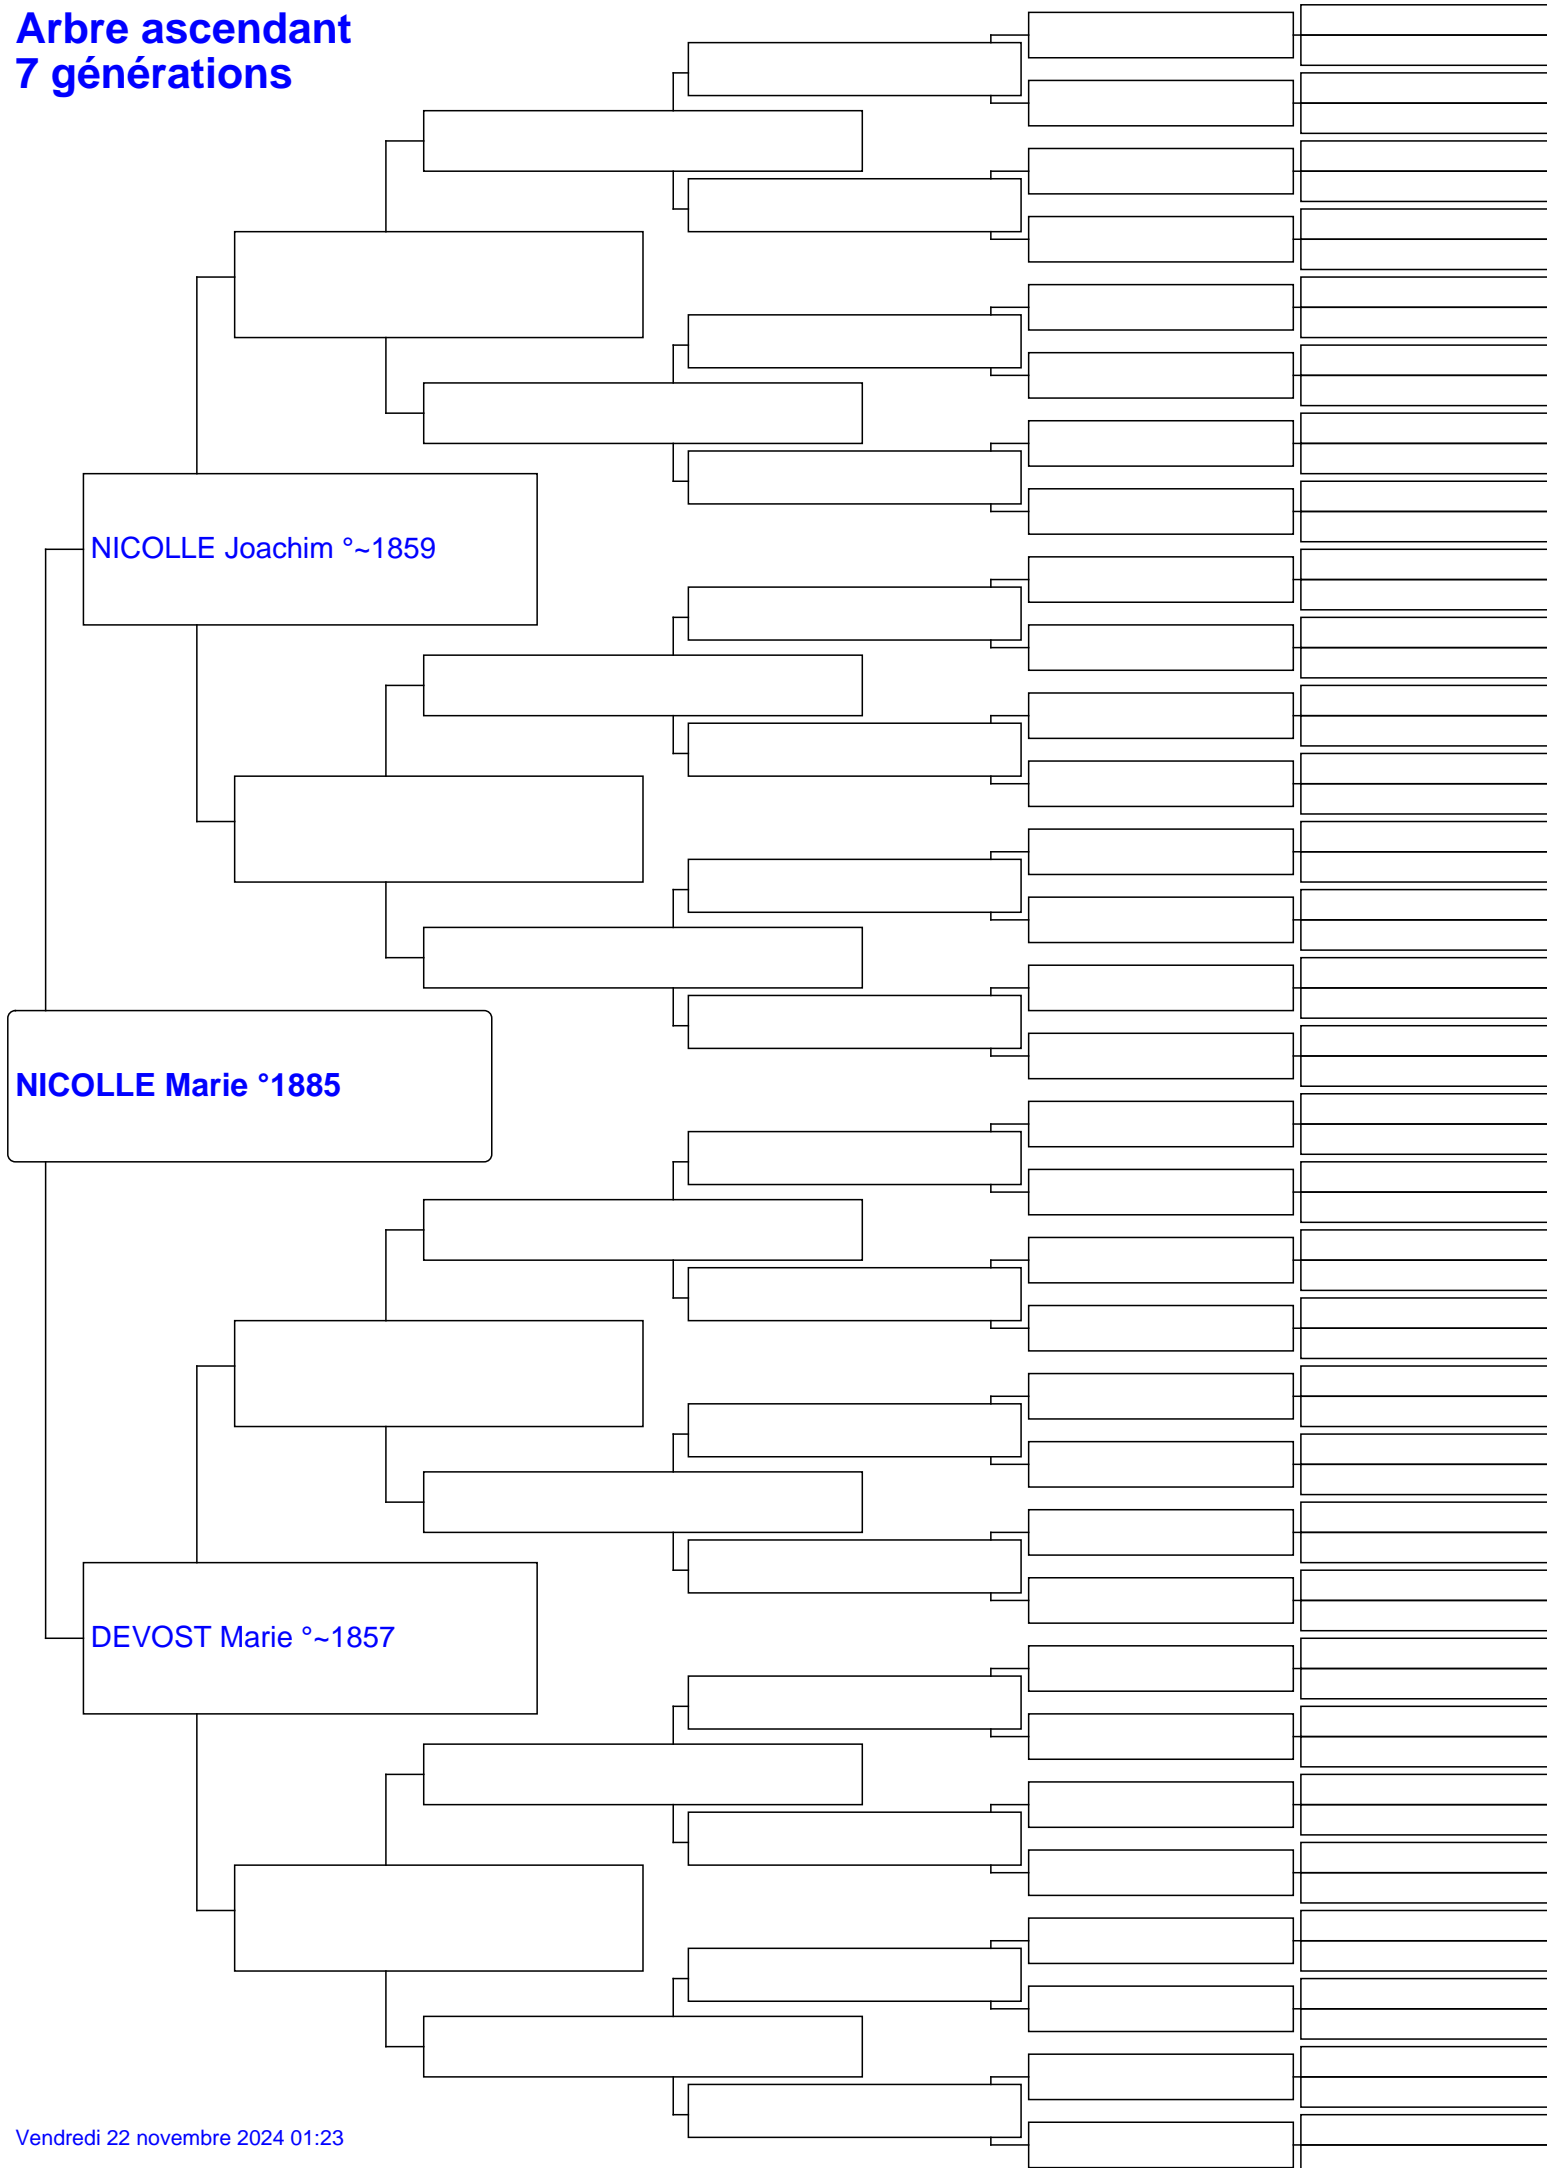 Arbre ascendant
7 générations
NICOLLE Joachim °~1859
NICOLLE Marie °1885
DEVOST Marie °~1857
Vendredi 22 novembre 2024 01:23